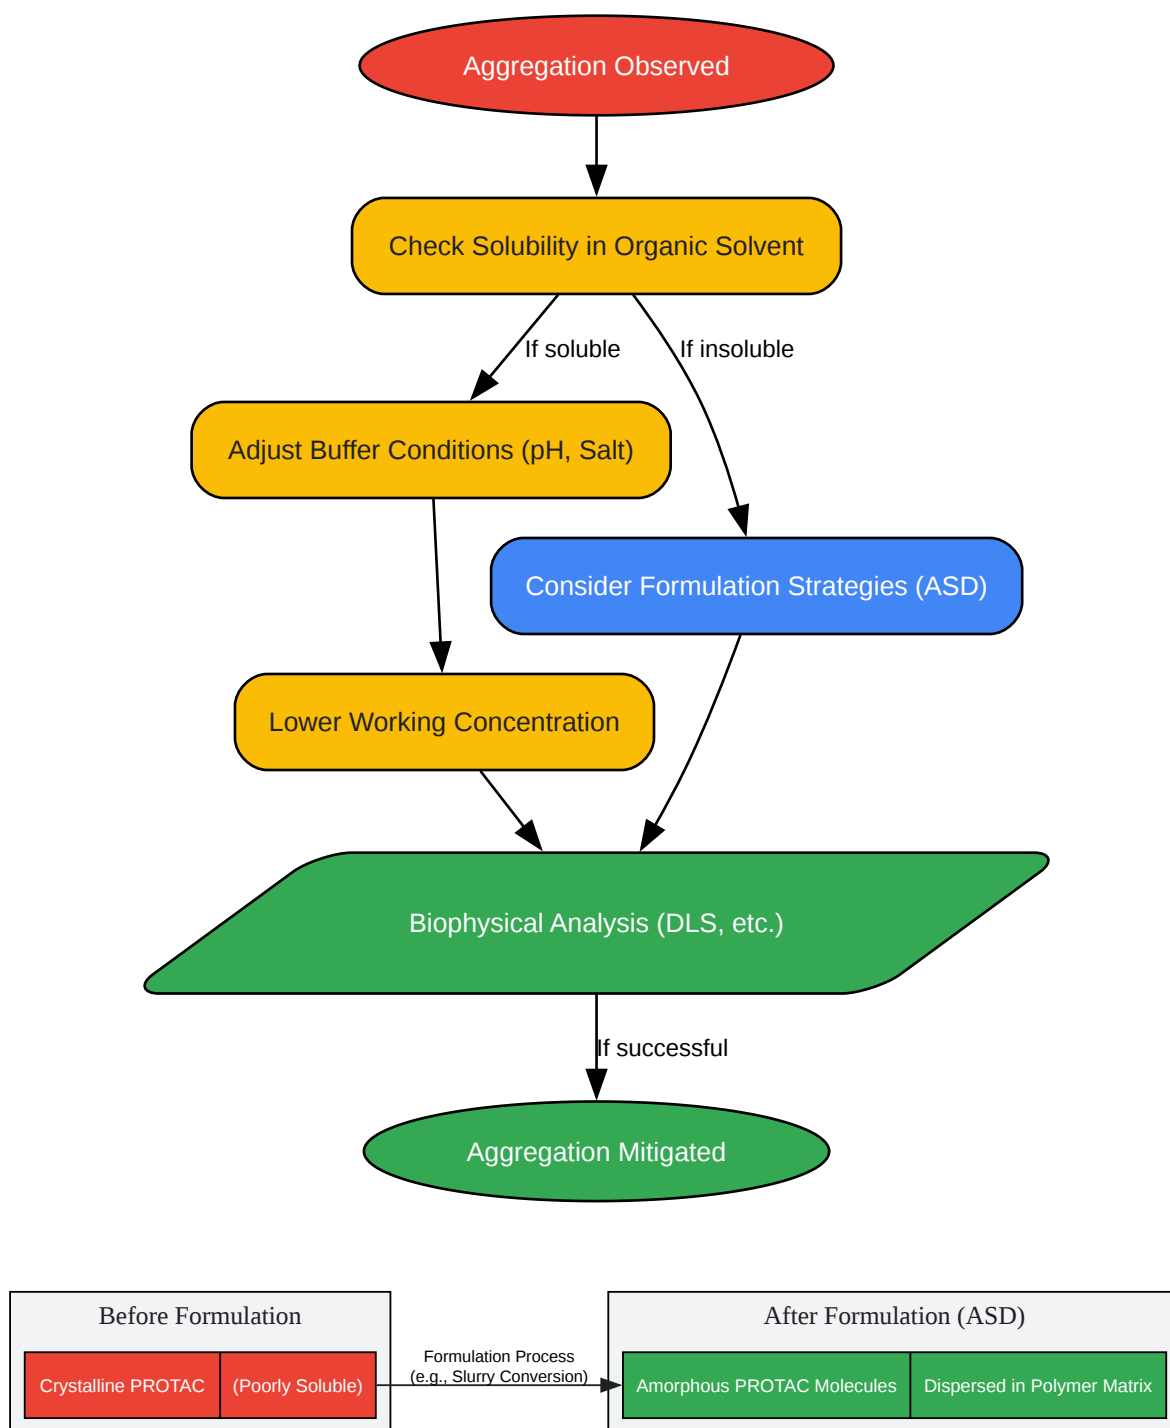 Aggregation Observed
Check Solubility in Organic Solvent
If soluble
If insoluble
Adjust Buffer Conditions (pH, Salt)
Consider Formulation Strategies (ASD)
Lower Working Concentration
Biophysical Analysis (DLS, etc.)
If successful
Aggregation Mitigated
Before Formulation
Crystalline PROTAC
(Poorly Soluble)
Formulation Process
(e.g., Slurry Conversion)
After Formulation (ASD)
Amorphous PROTAC Molecules
Dispersed in Polymer Matrix